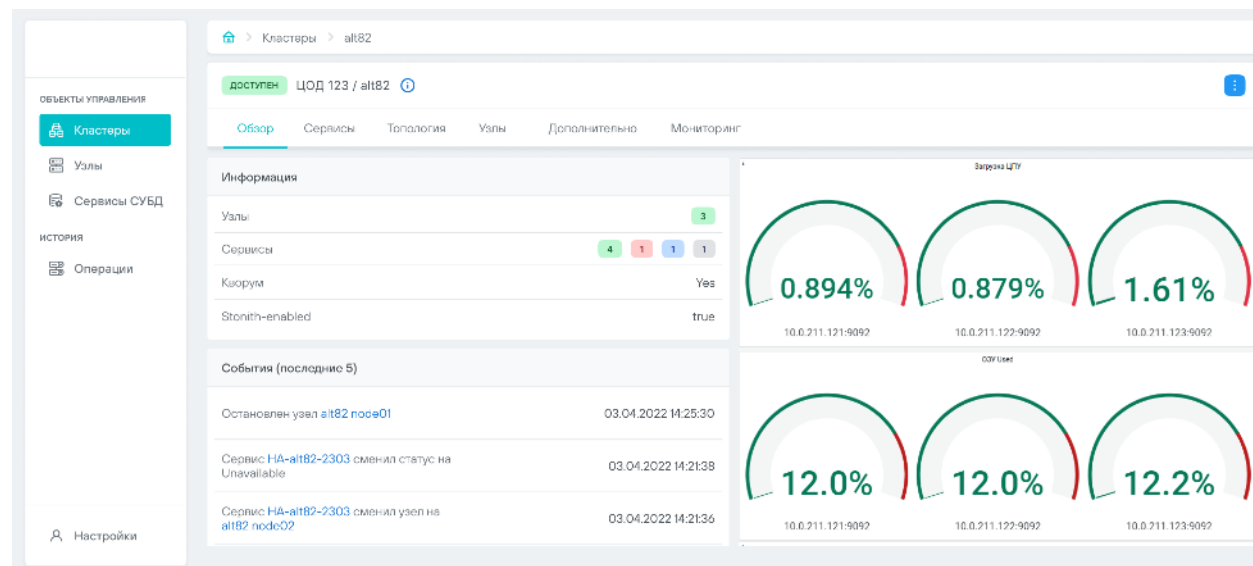 Кластеры > alt82
ДОСТУПЕН ЦОД 123 / alt82
ОБЪЕКТЫ УПРАВЛЕНИЯ
Кластеры
Узлы
Сервисы СУБД
ИСТОРИЯ
Операции
Настройки
Обзор Сервисы Топология Узлы Дополнительно Мониторинг
Информация
Узлы 3
Сервисы 4 1 1 1
Кворум Yes
Stonith-enabled true
События (последние 5)
Остановлен узел alt82 node01 03.04.2022 14:25:30
Сервис HA-alt82-2303 сменил статус на
Unavailable 03.04.2022 14:21:38
Сервис HA-alt82-2303 сменил узел на
alt82 node02 03.04.2022 14:21:36
Загрузка ЦПУ
0.894% 0.879% 1.61%
10.0.211.121:9092 10.0.211.122:9092 10.0.211.123:9092
ОЗУ Used
12.0% 12.0% 12.2%
10.0.211.121:9092 10.0.211.122:9092 10.0.211.123:9092